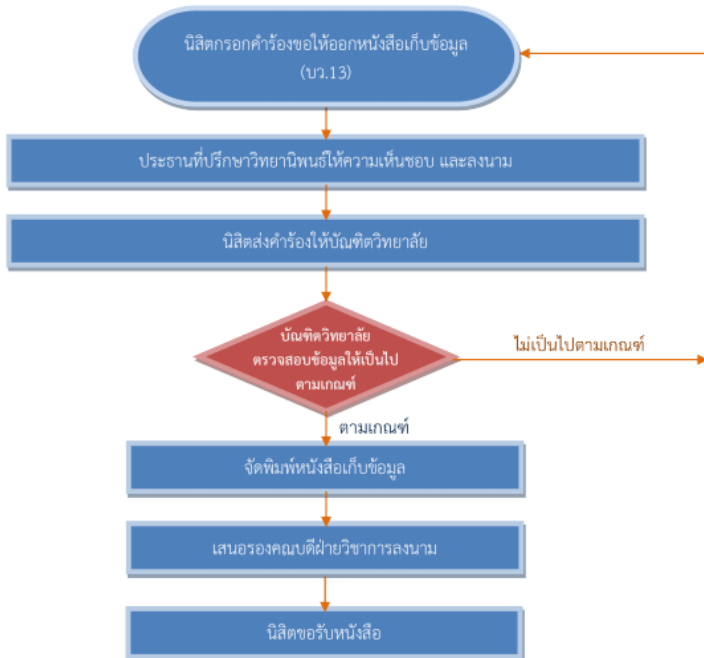 นิสิตกรอกคำร้องขอให้ออกหนังสือเก็บข้อมูล
(บว.13)
ประธานที่ปรึกษาวิทยานิพนธ์ให้ความเห็นชอบ และลงนาม
นิสิตส่งคำร้องให้บัณฑิตวิทยาลัย
บัณฑิตวิทยาลัย
ตรวจสอบข้อมูลให้เป็นไป
ตามเกณฑ์
ไม่เป็นไปตามเกณฑ์
ตามเกณฑ์
จัดพิมพ์หนังสือเก็บข้อมูล
เสนอรองคณบดีฝ่ายวิชาการลงนาม
นิสิตขอรับหนังสือ